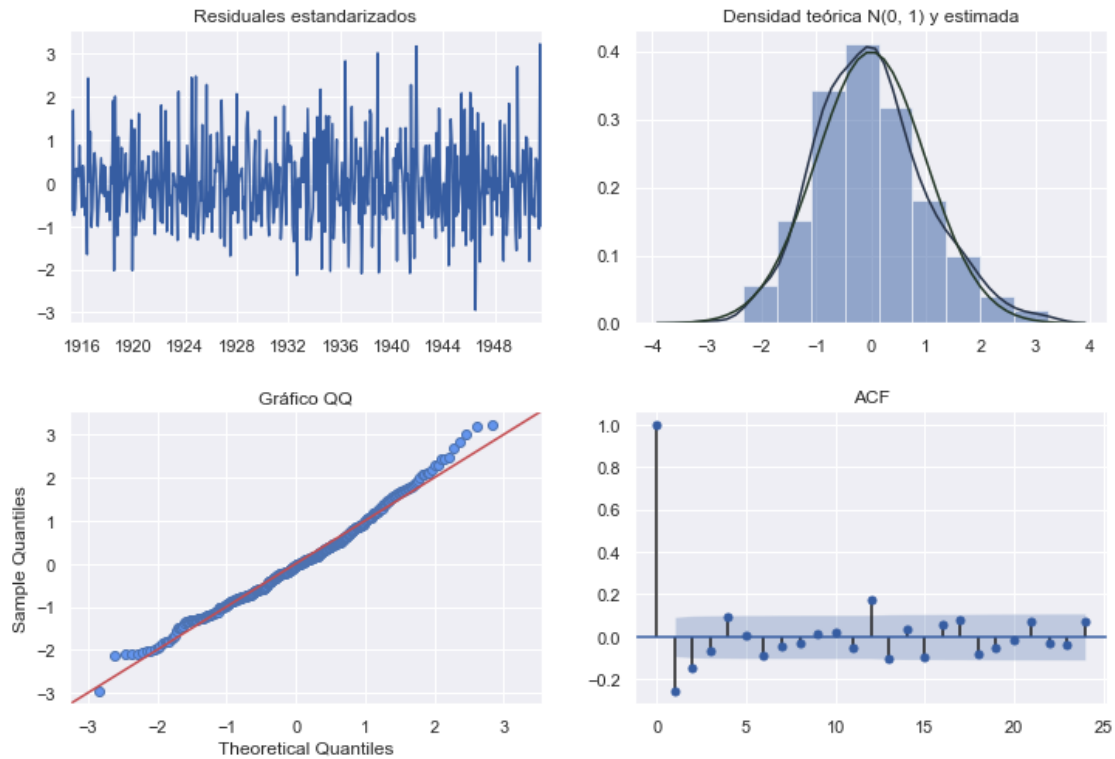 Residuales estandarizados
3
2
1
0
−1
−2
−3
1916 1920 1924 1928 1932 1936 1940 1944 1948
Densidad teórica N(0, 1) y estimada
0.4
0.3
0.2
0.1
0.0
−4 −3 −2 −1 0 1 2 3 4
Gráfico QQ
Sample Quantiles
3
2
1
0
−1
−2
−3
−3 −2 −1 0 1 2 3
Theoretical Quantiles
ACF
1.0
0.8
0.6
0.4
0.2
0.0
−0.2
0 5 10 15 20 25